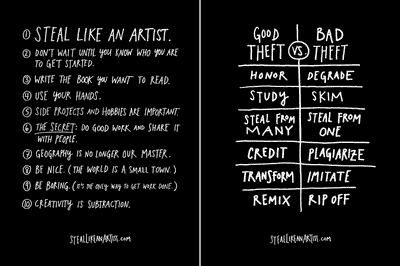 ① STEAL LIKE AN ARTIST.
② DON'T WAIT UNTIL YOU KNOW WHO YOU ARE
TO GET STARTED.
③ WRITE THE BOOK YOU WANT TO READ.
④ USE YOUR HANDS.
⑤ SIDE PROJECTS AND HOBBIES ARE IMPORTANT.
⑥ THE SECRET: DO GOOD WORK AND SHARE IT
WITH PEOPLE.
⑦ GEOGRAPHY IS NO LONGER OUR MASTER.
⑧ BE NICE. (THE WORLD IS A SMALL TOWN.)
⑨ BE BORING. (IT'S THE ONLY WAY TO GET WORK DONE.)
⑩ CREATIVITY IS SUBTRACTION.
STEALLIKEANARTIST.COM
GOOD THEFT VS BAD THEFT
HONOR DEGRADE
STUDY SKIM
STEAL FROM MANY STEAL FROM ONE
CREDIT PLAGIARIZE
TRANSFORM IMITATE
REMIX RIP OFF
STEALLIKEANARTIST.COM